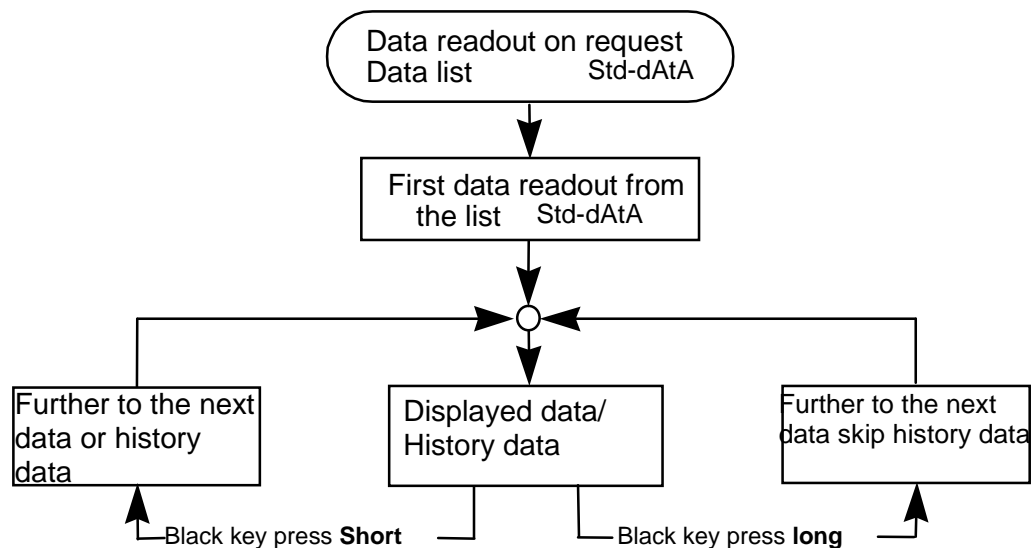 Data readout on request
Data list Std-dAtA
First data readout from
the list Std-dAtA
Further to the next
data or history
data
Displayed data/
History data
Further to the next
data skip history data
Black key press Short
Black key press long